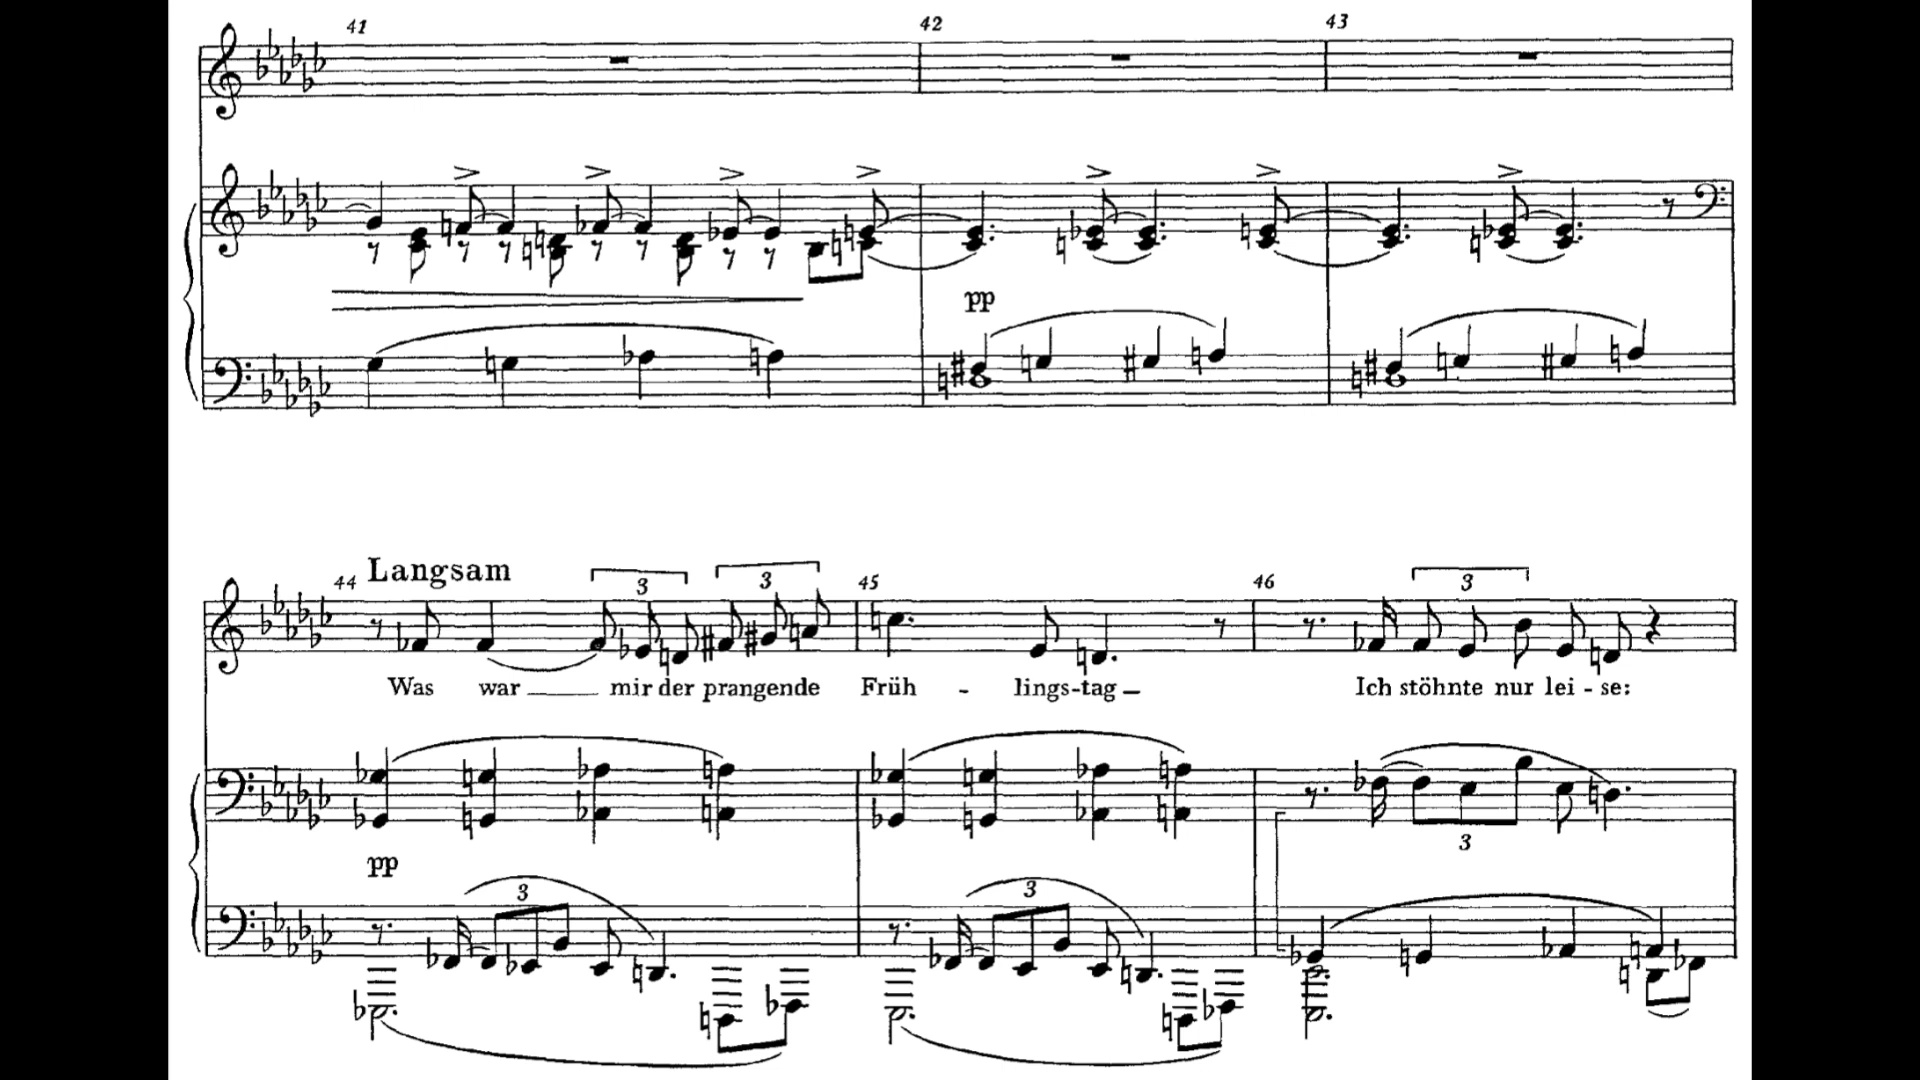 41 42 43
pp
44 Langsam 3 3 45 46 3
Was war mir der prangende Früh - lings-tag Ich stöhnte nur lei - se:
3
pp
3 3